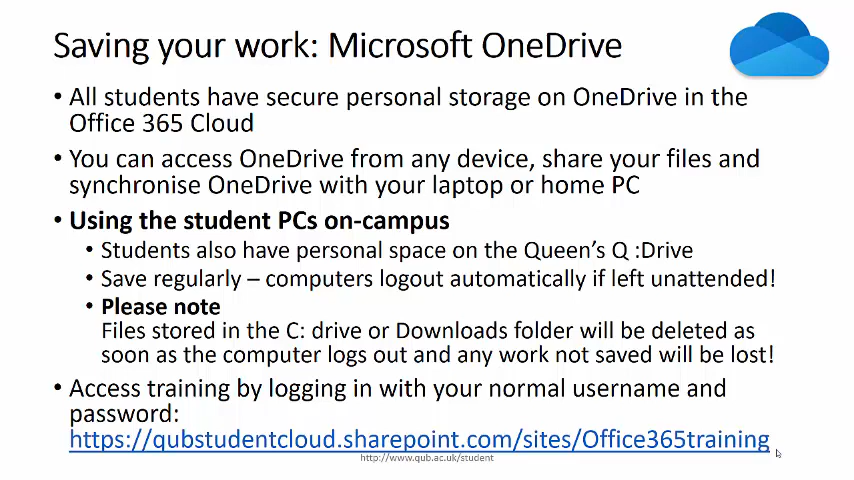 Saving your work: Microsoft OneDrive
• All students have secure personal storage on OneDrive in the
Office 365 Cloud
• You can access OneDrive from any device, share your files and
synchronise OneDrive with your laptop or home PC
• Using the student PCs on-campus
• Students also have personal space on the Queen's Q :Drive
• Save regularly – computers logout automatically if left unattended!
• Please note
Files stored in the C: drive or Downloads folder will be deleted as
soon as the computer logs out and any work not saved will be lost!
• Access training by logging in with your normal username and
password:
https://qubstudentcloud.sharepoint.com/sites/Office365training
http://www.qub.ac.uk/student